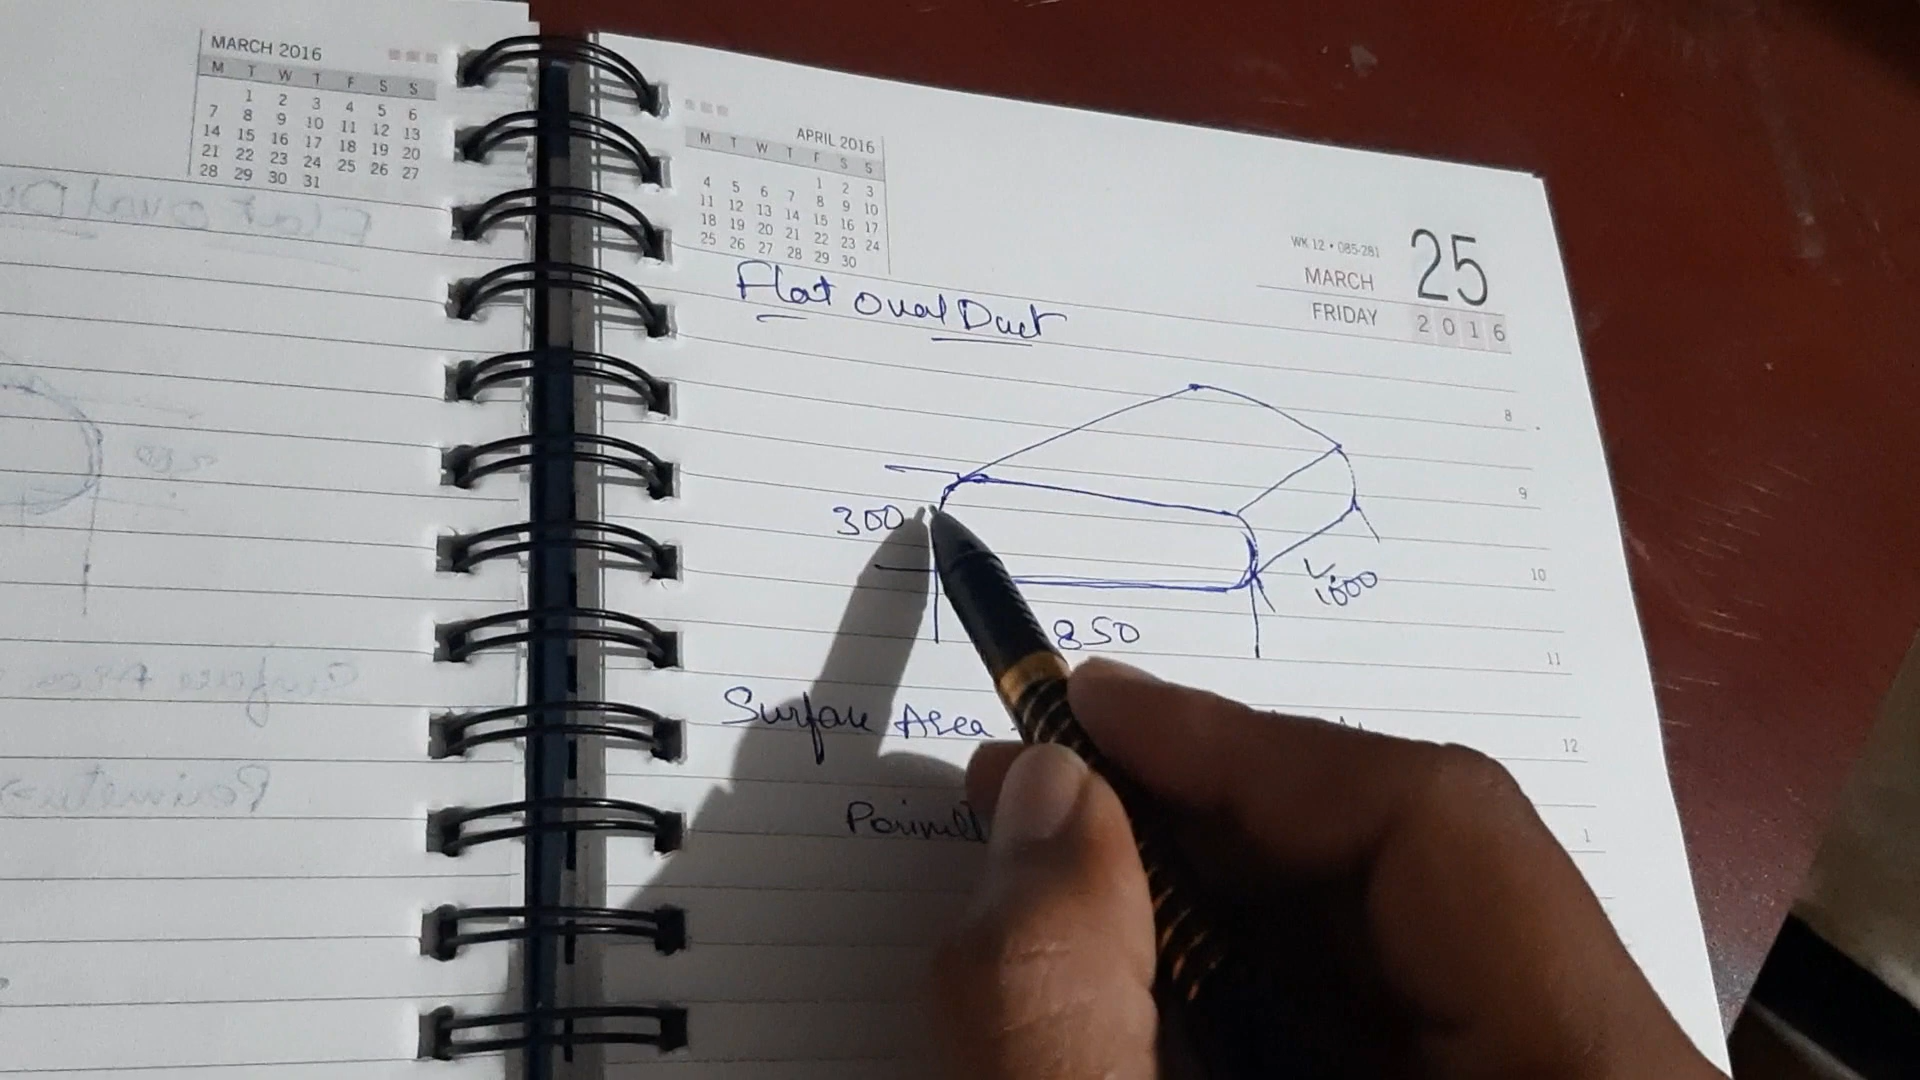 MARCH 2016
M T W T F S S
1 2 3 4 5 6
7 8 9 10 11 12 13
14 15 16 17 18 19 20
21 22 23 24 25 26 27
28 29 30 31
APRIL 2016
M T W T F S S
1 2 3
4 5 6 7 8 9 10
11 12 13 14 15 16 17
18 19 20 21 22 23 24
25 26 27 28 29 30
WK 12 • 085-281
MARCH 25
FRIDAY 2016
Flat oval Duct
8
9
300
10
L
1000
850
11
Surface Area
12
1